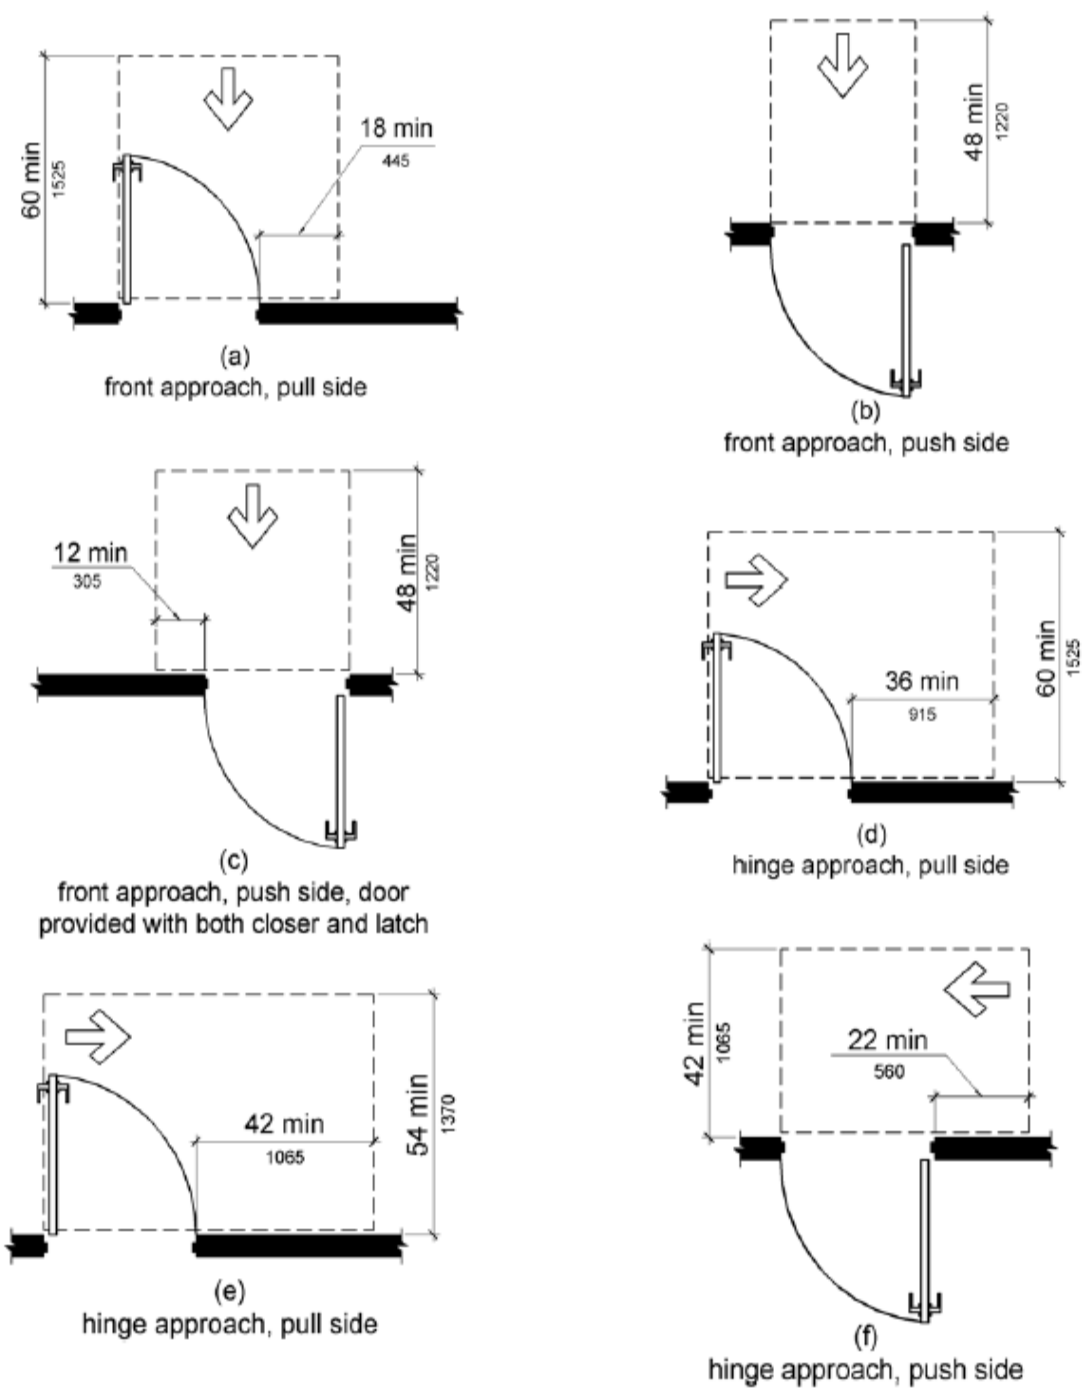 60 min
1525
18 min
445
(a)
front approach, pull side
48 min
1220
(b)
front approach, push side
12 min
305
48 min
1220
(c)
front approach, push side, door
provided with both closer and latch
36 min
915
60 min
1525
(d)
hinge approach, pull side
42 min
1065
54 min
1370
(e)
hinge approach, pull side
42 min
1065
22 min
560
(f)
hinge approach, push side